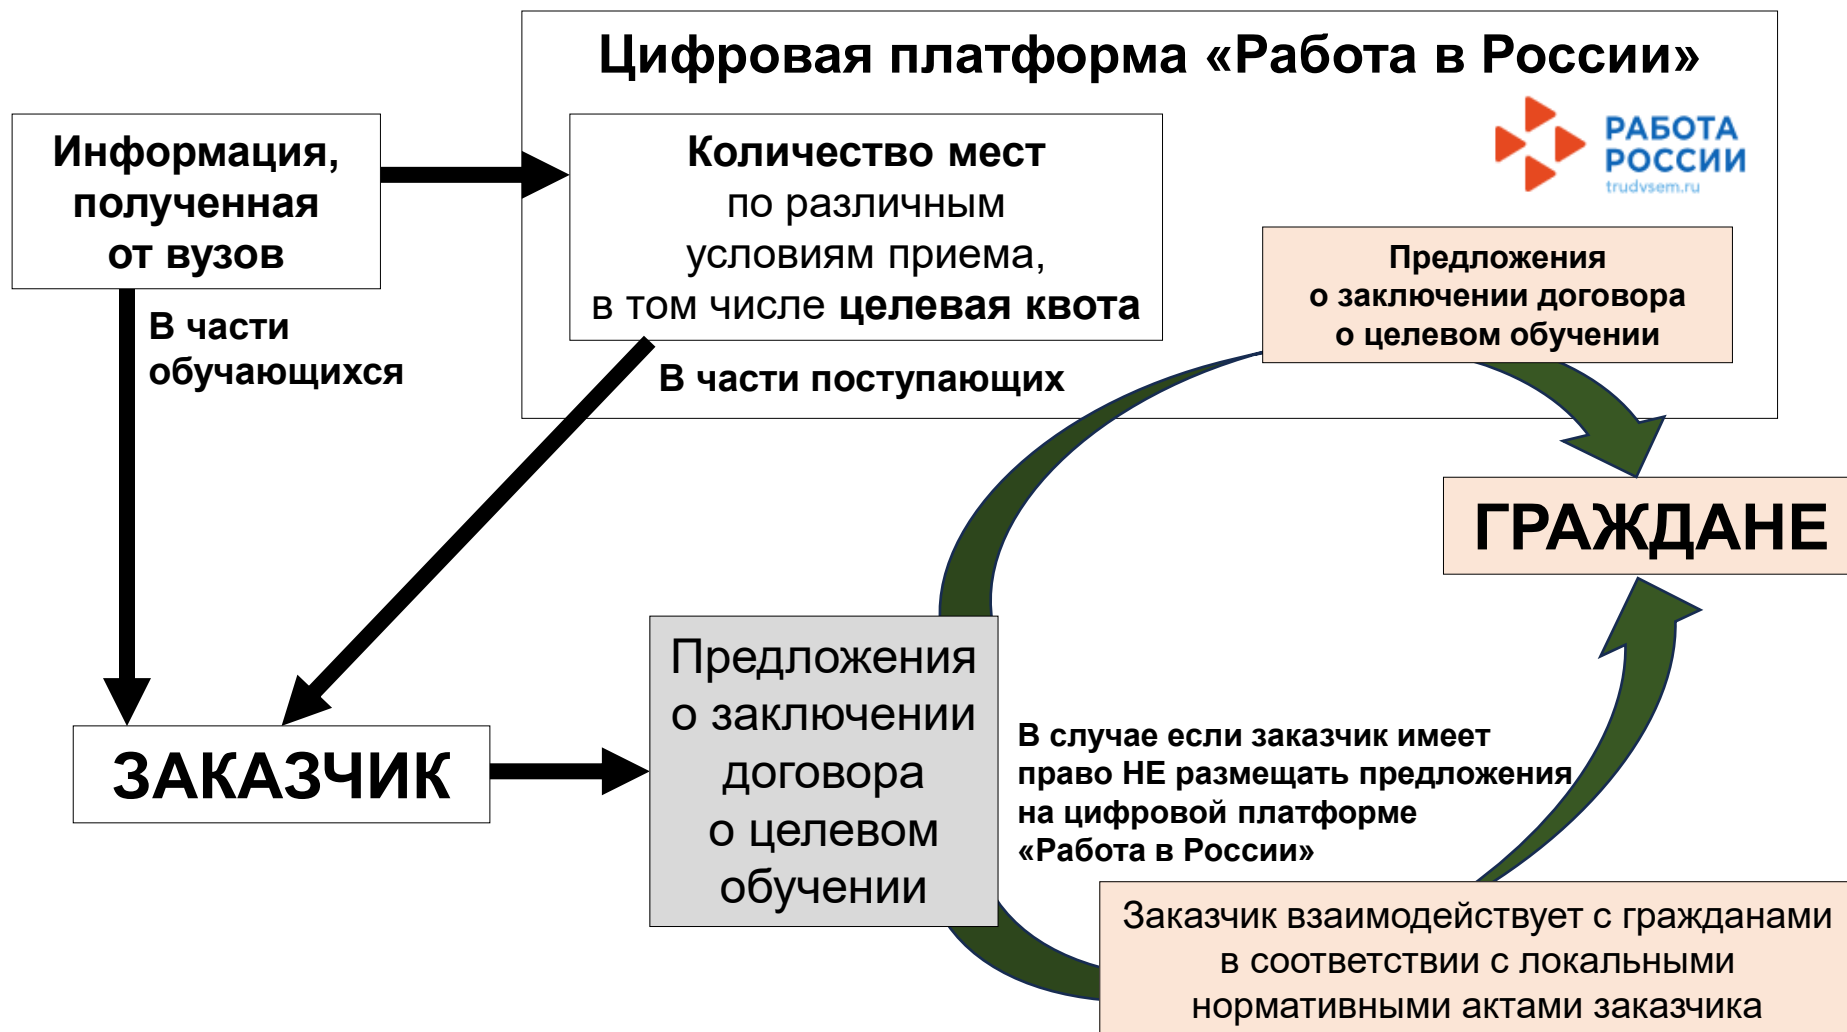 Цифровая платформа «Работа в России»
РАБОТА
РОССИИ
trudvsem.ru
Информация,
полученная
от вузов
Количество мест
по различным
условиям приема,
в том числе целевая квота
Предложения
о заключении договора
о целевом обучении
В части
обучающихся
В части поступающих
ГРАЖДАНЕ
ЗАКАЗЧИК
Предложения
о заключении
договора
о целевом
обучении
В случае если заказчик имеет
право НЕ размещать предложения
на цифровой платформе
«Работа в России»
Заказчик взаимодействует с гражданами
в соответствии с локальными
нормативными актами заказчика